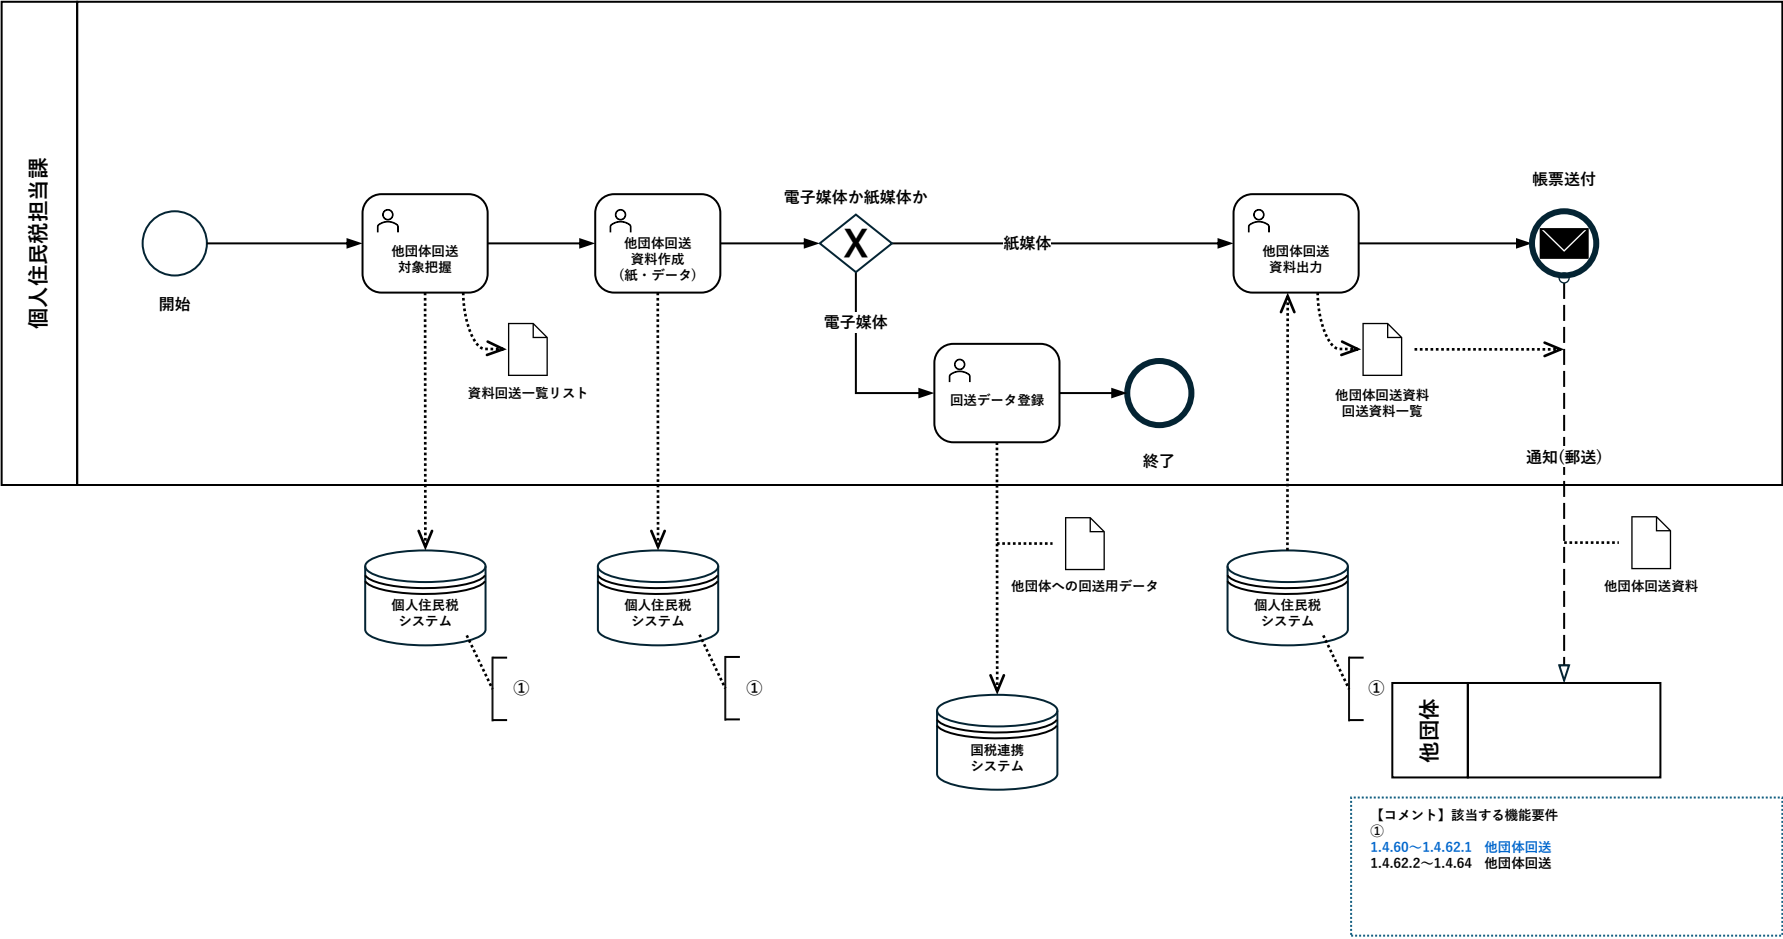 個人住民税担当課
開始
他団体回送
対象把握
資料回送一覧リスト
他団体回送
資料作成
(紙・データ)
電子媒体か紙媒体か
X
紙媒体
電子媒体
回送データ登録
終了
他団体回送
資料出力
他団体回送資料
回送資料一覧
帳票送付
通知(郵送)
個人住民税
システム
①
個人住民税
システム
①
他団体への回送用データ
国税連携
システム
個人住民税
システム
①
他団体回送資料
他団体
【コメント】該当する機能要件
①
1.4.60～1.4.62.1　他団体回送
1.4.62.2～1.4.64　他団体回送